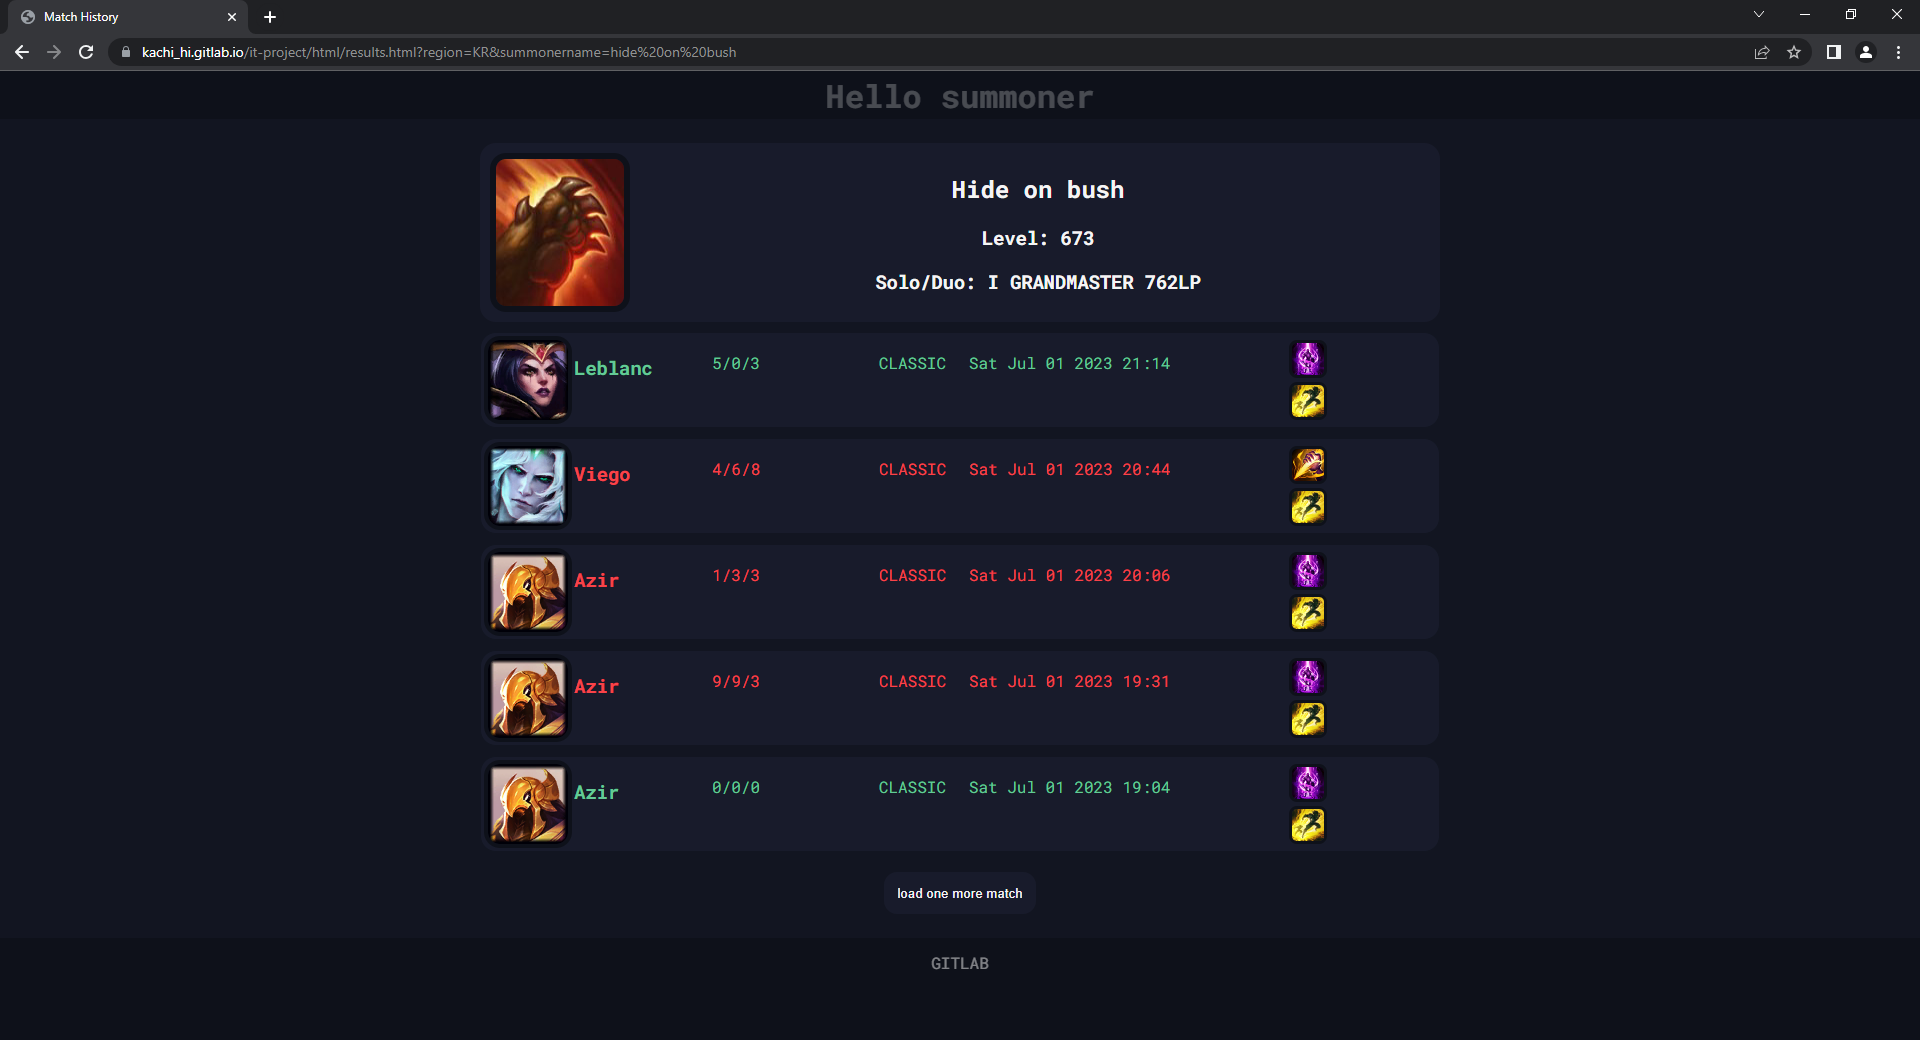 Match History
kachi_hi.gitlab.io/it-project/html/results.html?region=KR&summonername=hide%20on%20bush
Hello summoner
Hide on bush
Level: 673
Solo/Duo: I GRANDMASTER 762LP
Leblanc 5/0/3 CLASSIC Sat Jul 01 2023 21:14
Viego 4/6/8 CLASSIC Sat Jul 01 2023 20:44
Azir 1/3/3 CLASSIC Sat Jul 01 2023 20:06
Azir 9/9/3 CLASSIC Sat Jul 01 2023 19:31
Azir 0/0/0 CLASSIC Sat Jul 01 2023 19:04
load one more match
GITLAB